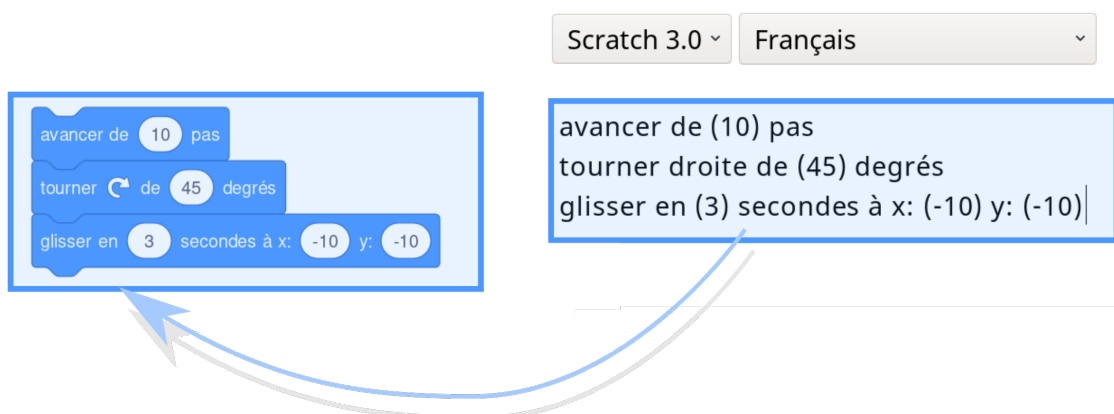 Scratch 3.0 Français
avancer de 10 pas
tourner de 45 degrés
glisser en 3 secondes à x: -10 y: -10
avancer de (10) pas
tourner droite de (45) degrés
glisser en (3) secondes à x: (-10) y: (-10)